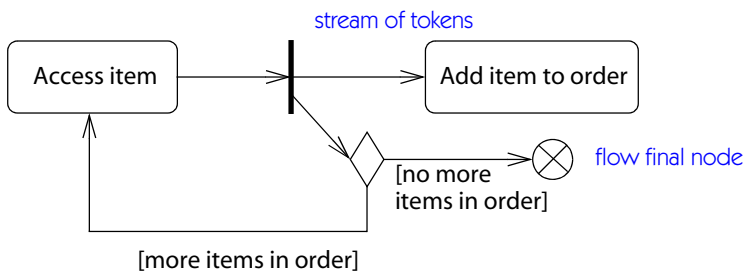 stream of tokens
Access item
Add item to order
flow final node
[no more
items in order]
[more items in order]